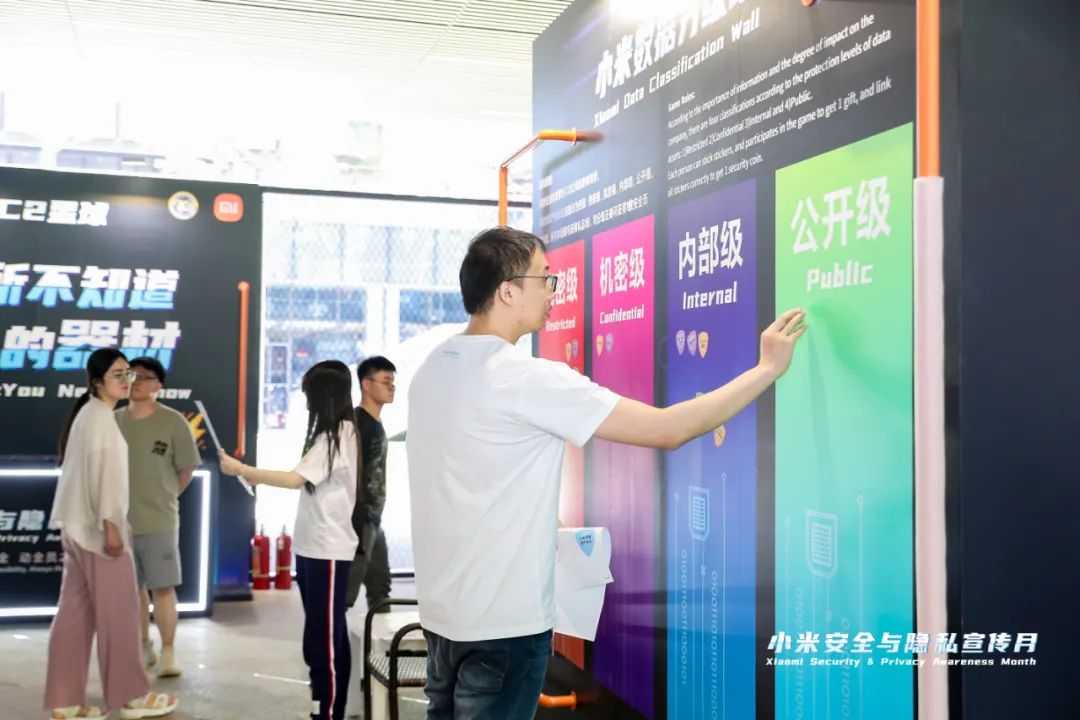 小米数据分级
Xiaomi Data Classification Wall
Game Rules:
According to the importance of information and the degree of impact on the
company, there are four classifications according to the protection levels of data
assets: 1)Restricted 2)Confidential 3)Internal and 4)Public.
Each person can stick stickers, and participates in the game to get 1 gift, and link
all stickers correctly to get 1 security coin.
密级
Restricted
机密级
Confidential
内部级
Internal
公开级
Public
C2星球
所不知道
的器材
You
now
与隐
Privacy
小米安全与隐私宣传月
Xiaomi Security & Privacy Awareness Month